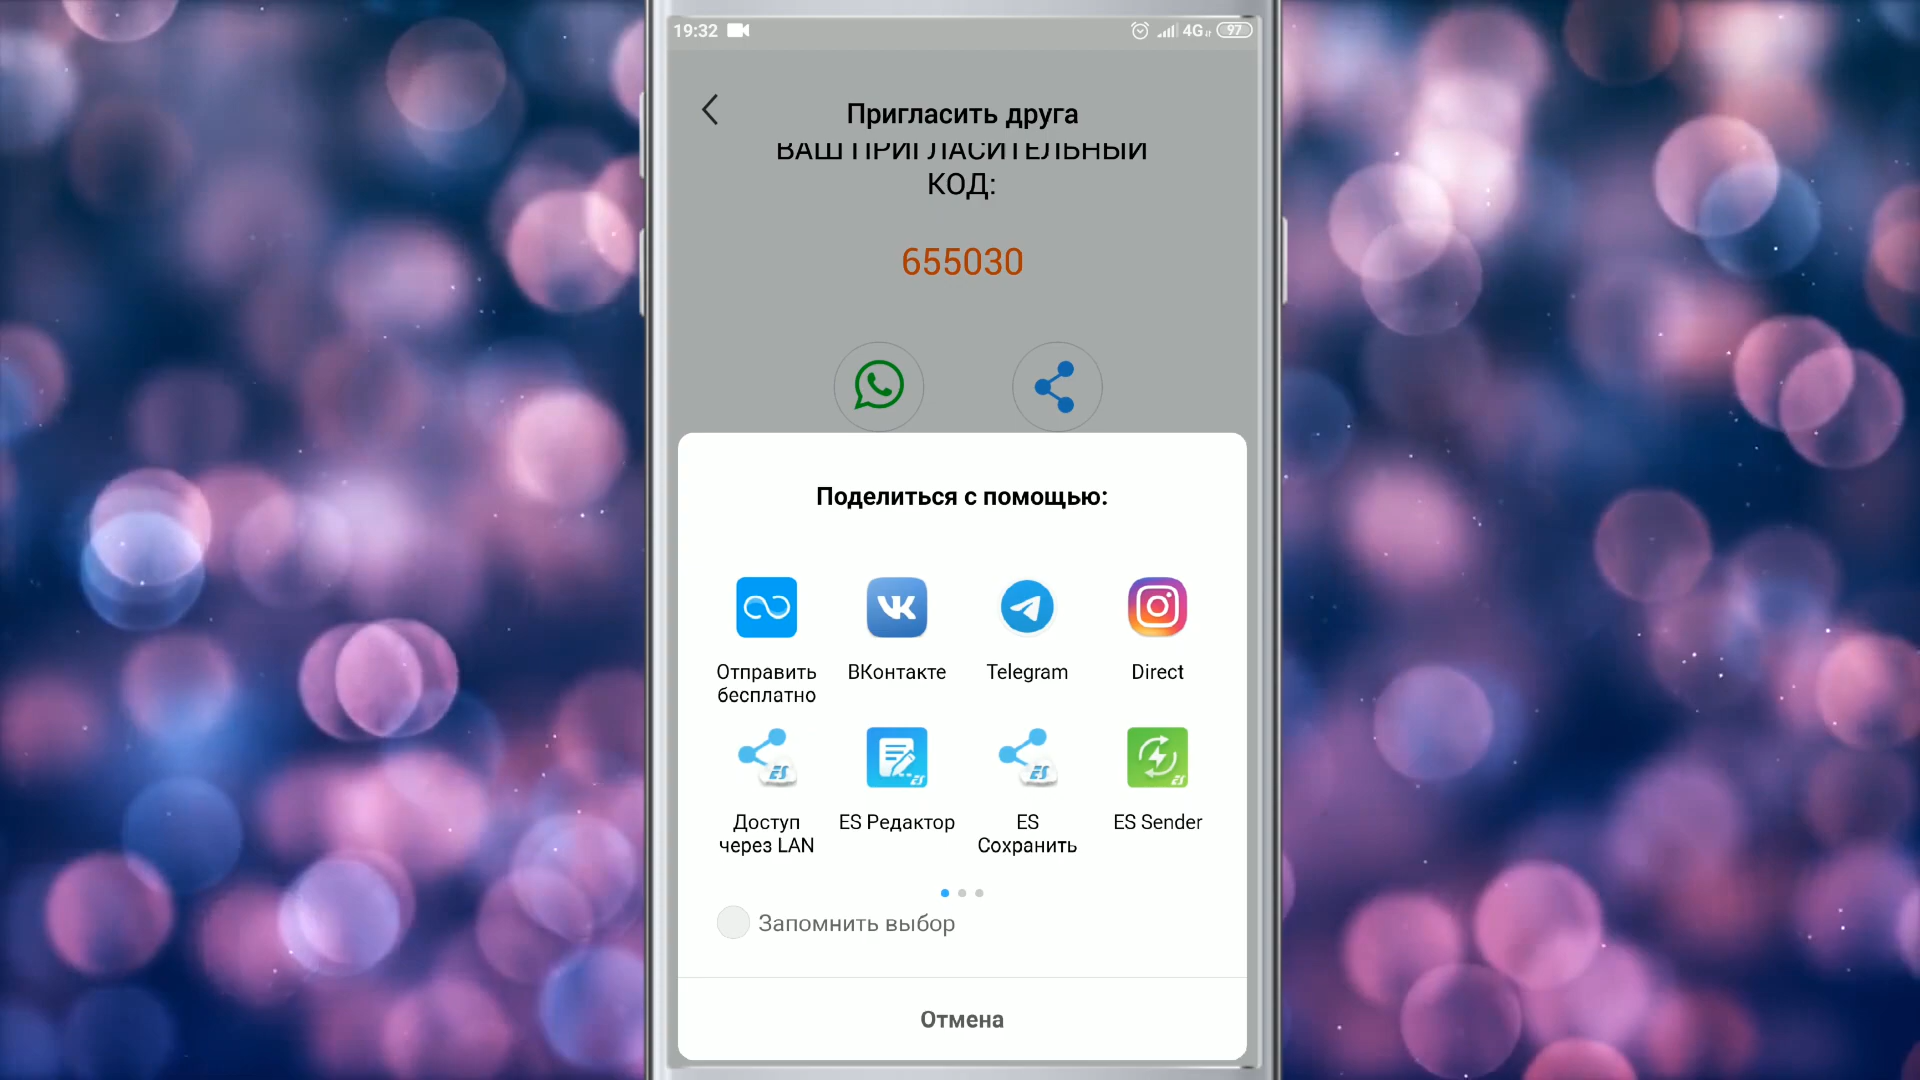 19:32
4G
97
Пригласить друга
ВАШ ПРИГЛАСИТЕЛЬНЫЙ
КОД:
655030
Поделиться с помощью:
Отправить
бесплатно
ВКонтакте
Telegram
Direct
Доступ
через LAN
ES Редактор
ES
Сохранить
ES Sender
Запомнить выбор
Отмена